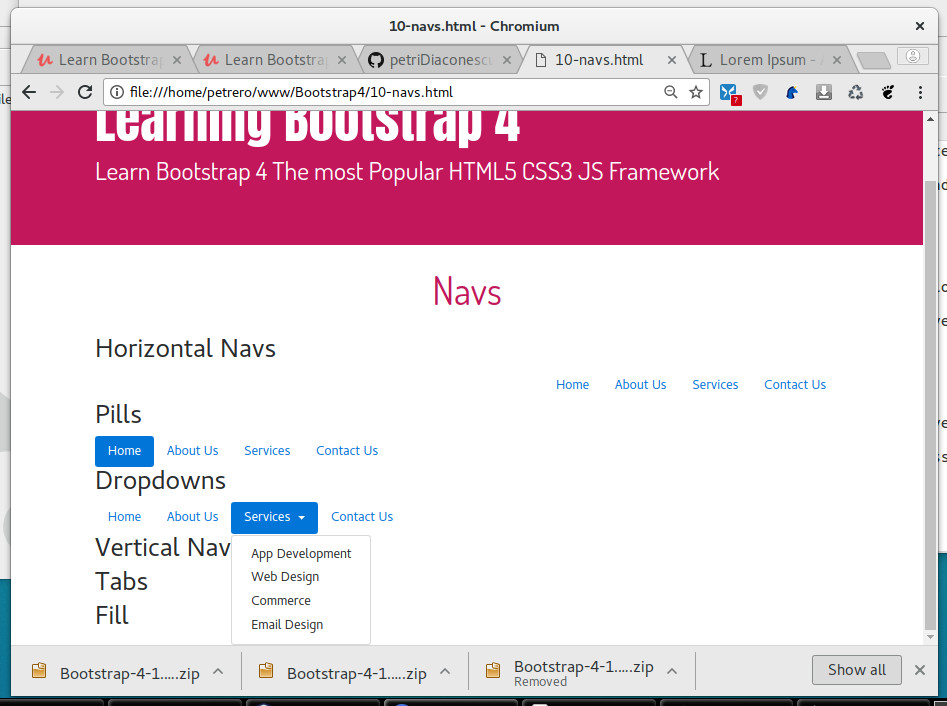 10-navs.html - Chromium
Learn Bootstrap
Learn Bootstrap
petriDiaconescu
10-navs.html
Lorem Ipsum - A
file:///home/petrero/www/Bootstrap4/10-navs.html
Learning Bootstrap 4
Learn Bootstrap 4 The most Popular HTML5 CSS3 JS Framework
Navs
Horizontal Navs
Home About Us Services Contact Us
Pills
Home About Us Services Contact Us
Dropdowns
Home About Us Services Contact Us
Vertical Nav
App Development
Web Design
Commerce
Email Design
Tabs
Fill
Bootstrap-4-1.....zip
Bootstrap-4-1.....zip
Bootstrap-4-1.....zip
Removed
Show all